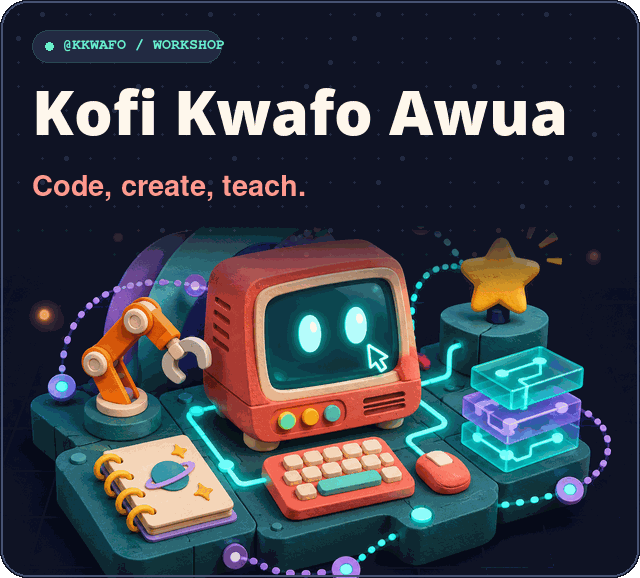 @KKWAFO / WORKSHOP
Kofi Kwafo Awua
Code, create, teach.